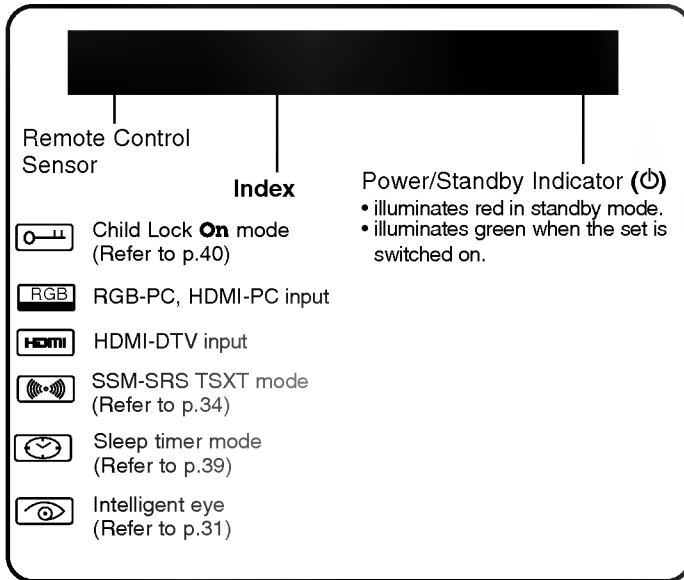 Remote Control
Sensor
Index
Child Lock On mode
(Refer to p.40)
RGB
RGB-PC, HDMI-PC input
HDMI
HDMI-DTV input
SSM-SRS TSXT mode
(Refer to p.34)
Sleep timer mode
(Refer to p.39)
Intelligent eye
(Refer to p.31)
Power/Standby Indicator (⏻)
• illuminates red in standby mode.
• illuminates green when the set is
switched on.